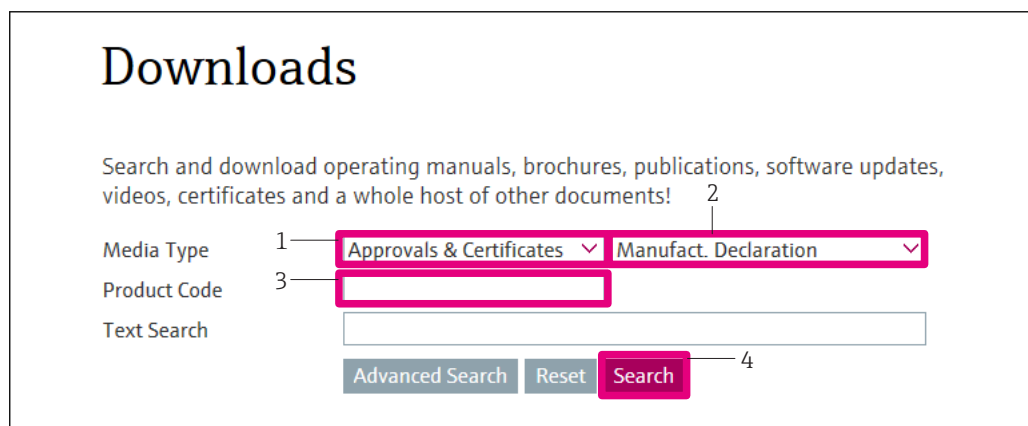 Downloads
Search and download operating manuals, brochures, publications, software updates,
videos, certificates and a whole host of other documents!
2
Media Type 1 Approvals & Certificates Manufact. Declaration
Product Code 3
Text Search
Advanced Search Reset Search 4